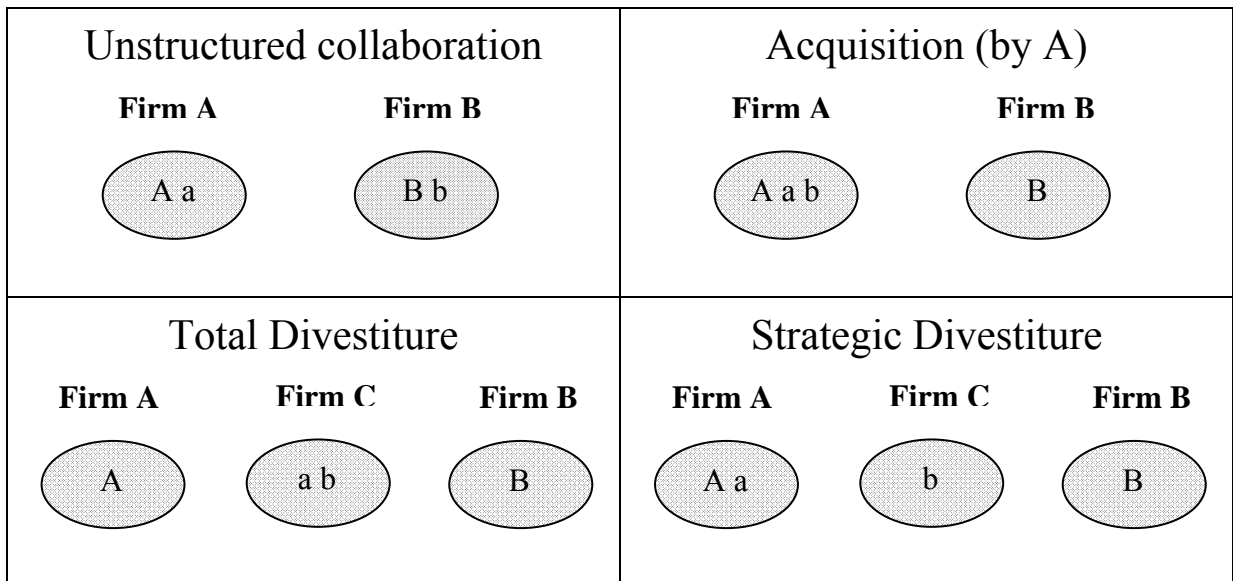 Unstructured collaboration
Firm A Firm B
A a B b
Acquisition (by A)
Firm A Firm B
A a b B
Total Divestiture
Firm A Firm C Firm B
A a b B
Strategic Divestiture
Firm A Firm C Firm B
A a b B